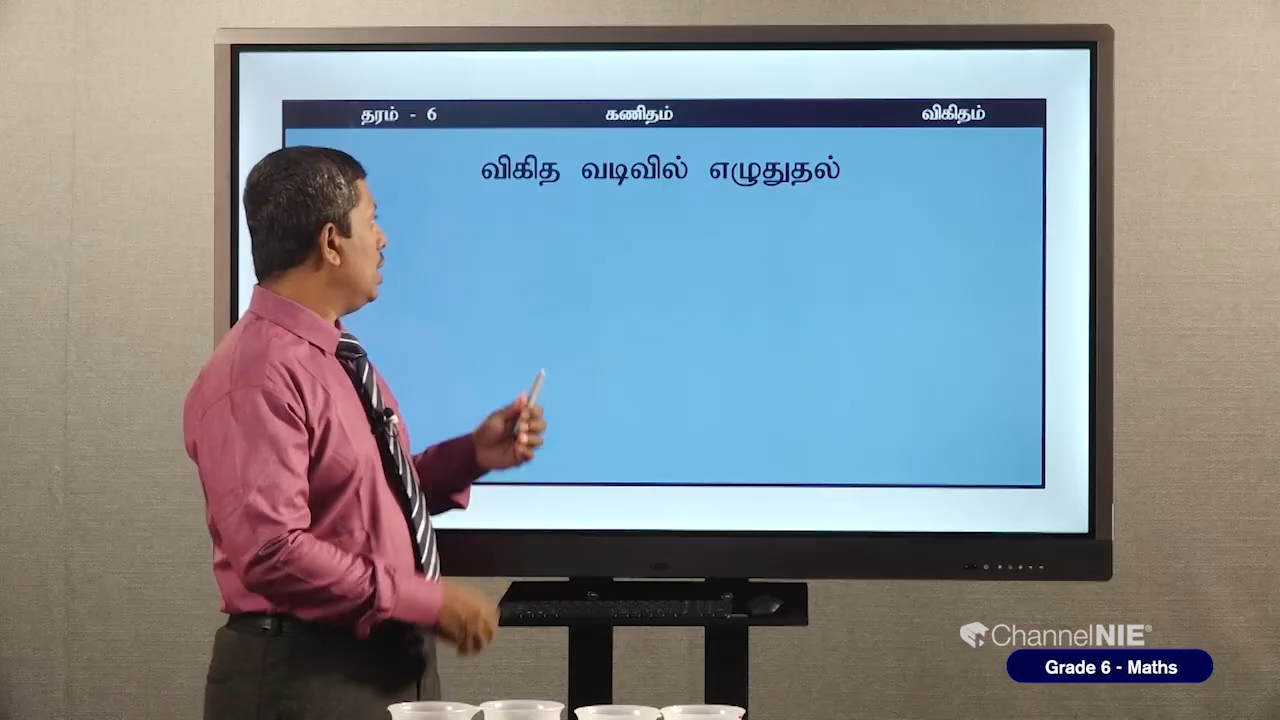 தரம் - 6 கணிதம் விகிதம்
விகித வடிவில் எழுதுதல்
ChannelNIE®
Grade 6 - Maths